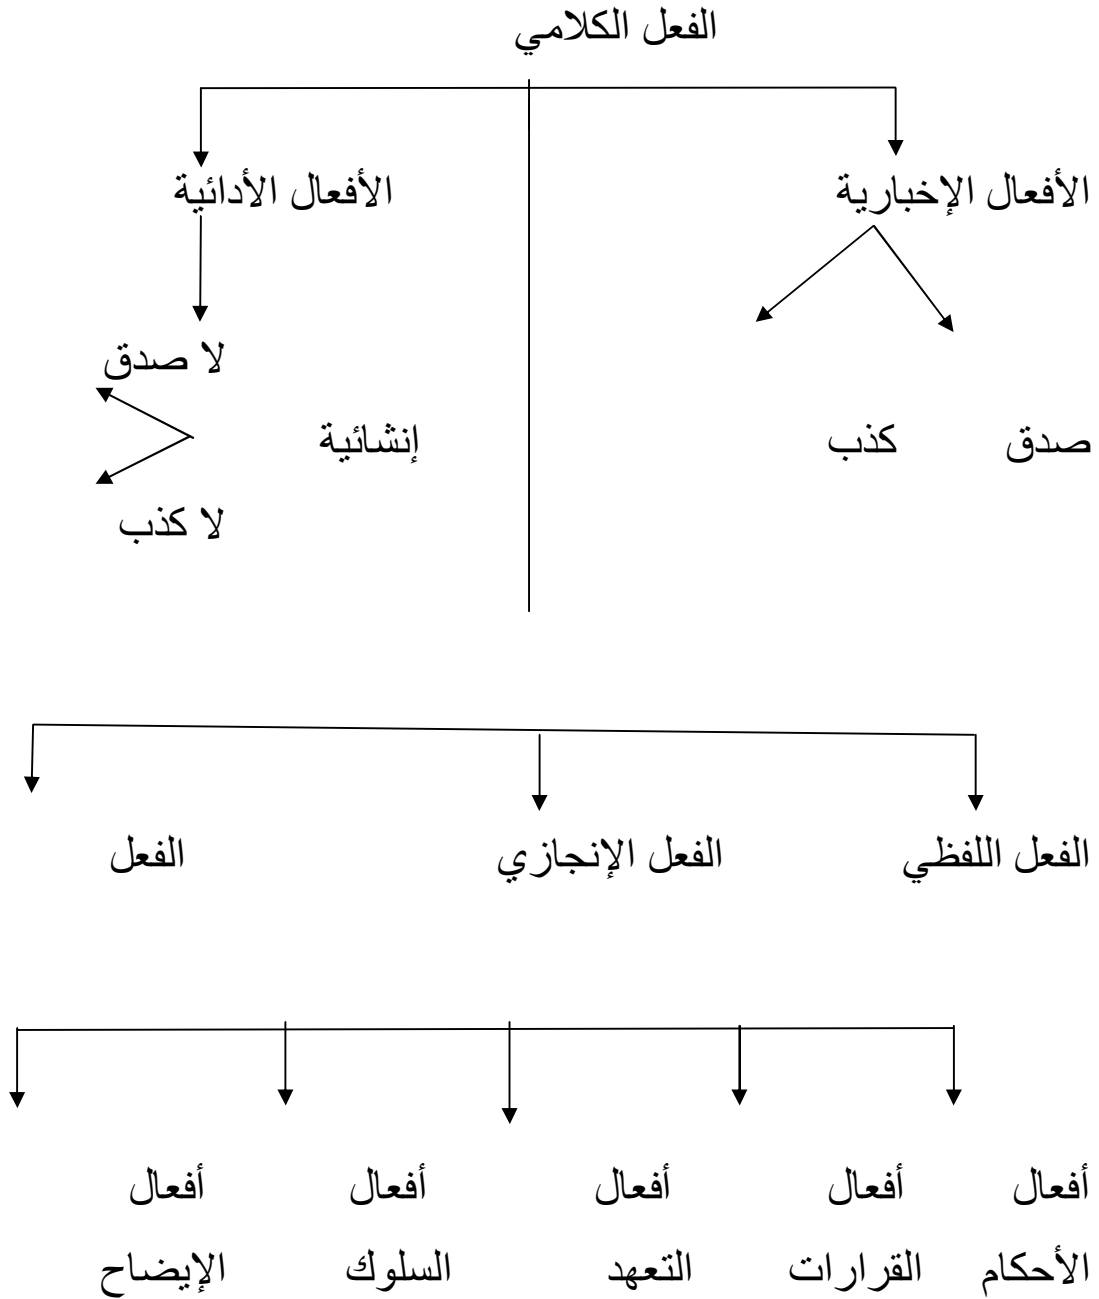 الفعل الكلامي
الأفعال الإخبارية الأفعال الأدائية
لا صدق
صدق كذب إنشائية
لا كذب
الفعل اللفظي الفعل الإنجازي الفعل
أفعال أفعال أفعال أفعال أفعال
الأحكام القرارات التعهد السلوك الإيضاح